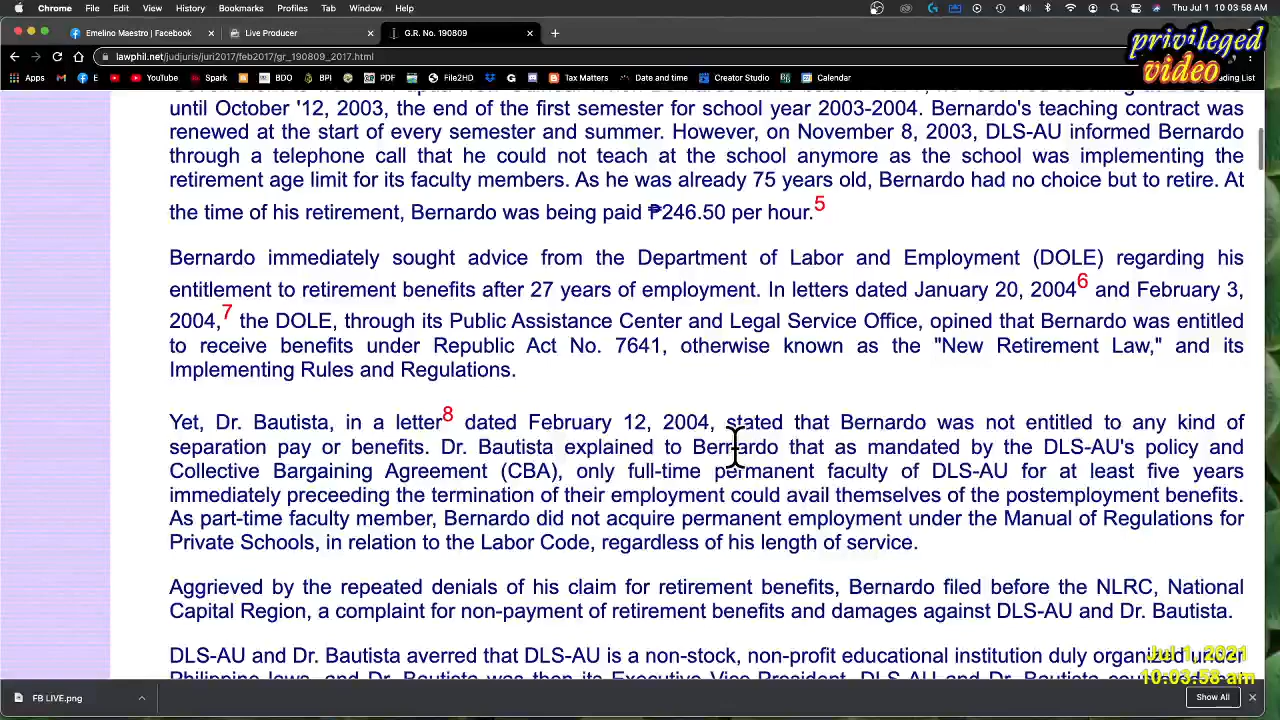 Chrome File Edit View History Bookmarks Profiles Tab Window Help Thu Jul 1 10 03 58 AM
Emelino Maestro | Facebook × Live Producer × G.R. No. 190809 × +
lawphil.net/judjuris/juri2017/feb2017/gr_190809_2017.html
Apps E YouTube Spark BDO BPI PDF File2HD G Tax Matters Date and time Creator Studio Calendar ding List
privileged
video
until October '12, 2003, the end of the first semester for school year 2003-2004. Bernardo's teaching contract was
renewed at the start of every semester and summer. However, on November 8, 2003, DLS-AU informed Bernardo
through a telephone call that he could not teach at the school anymore as the school was implementing the
retirement age limit for its faculty members. As he was already 75 years old, Bernardo had no choice but to retire. At
the time of his retirement, Bernardo was being paid ₱246.50 per hour.5
Bernardo immediately sought advice from the Department of Labor and Employment (DOLE) regarding his
entitlement to retirement benefits after 27 years of employment. In letters dated January 20, 20046 and February 3,
2004,7 the DOLE, through its Public Assistance Center and Legal Service Office, opined that Bernardo was entitled
to receive benefits under Republic Act No. 7641, otherwise known as the "New Retirement Law," and its
Implementing Rules and Regulations.
Yet, Dr. Bautista, in a letter8 dated February 12, 2004, stated that Bernardo was not entitled to any kind of
separation pay or benefits. Dr. Bautista explained to Bernardo that as mandated by the DLS-AU's policy and
Collective Bargaining Agreement (CBA), only full-time permanent faculty of DLS-AU for at least five years
immediately preceeding the termination of their employment could avail themselves of the postemployment benefits.
As part-time faculty member, Bernardo did not acquire permanent employment under the Manual of Regulations for
Private Schools, in relation to the Labor Code, regardless of his length of service.
Aggrieved by the repeated denials of his claim for retirement benefits, Bernardo filed before the NLRC, National
Capital Region, a complaint for non-payment of retirement benefits and damages against DLS-AU and Dr. Bautista.
DLS-AU and Dr. Bautista averred that DLS-AU is a non-stock, non-profit educational institution duly organized under
Philippine laws, and Dr. Bautista was then its Executive Vice President. DLS-AU and Dr. Bautista
Jul 1, 2021
10:03:58 am
FB LIVE.png Show All